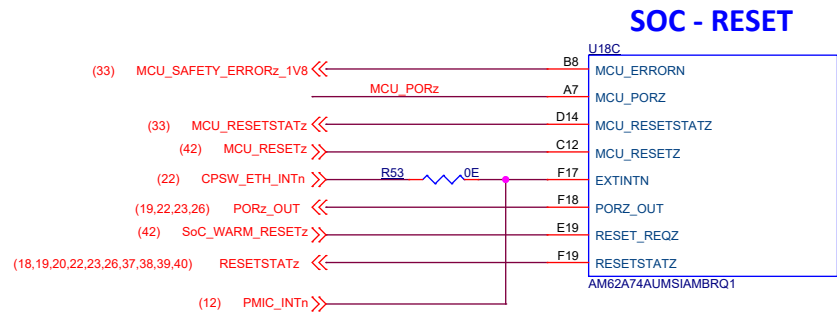 SOC - RESET
U18C
(33) MCU_SAFETY_ERRORz_1V8 B8 MCU_ERRORN
MCU_PORz A7 MCU_PORZ
(33) MCU_RESETSTATz D14 MCU_RESETSTATZ
(42) MCU_RESETz C12 MCU_RESETZ
(22) CPSW_ETH_INTn R53 0E F17 EXTINTN
(19,22,23,26) PORz_OUT F18 PORZ_OUT
(42) SoC_WARM_RESETz E19 RESET_REQZ
(18,19,20,22,23,26,37,38,39,40) RESETSTATz F19 RESETSTATZ
AM62A74AUMSIAMBRQ1
(12) PMIC_INTn